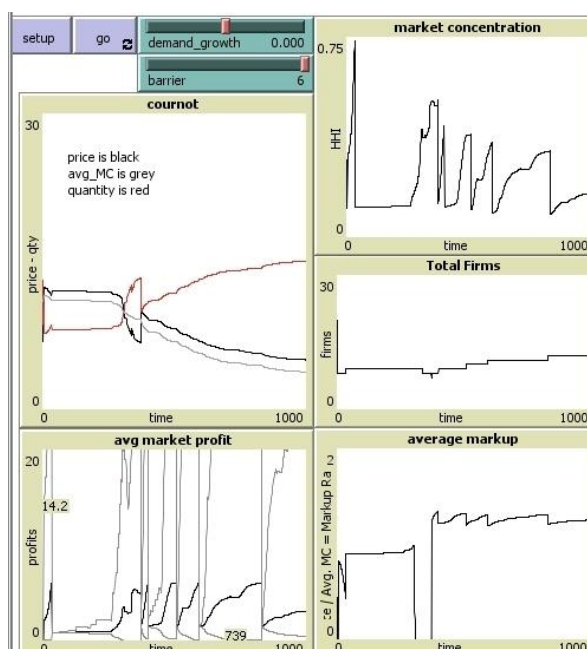 setup
go
demand_growth 0.000
barrier 6
market concentration
0.75
HHI
0
0 time 1000
cournot
30
price is black
avg_MC is grey
quantity is red
price - qty
0
0 time 1000
Total Firms
30
firms
0
0 time 1000
avg market profit
20
14.2
profits
739
0
0 time 1000
average markup
2
ce / Avg. MC = Markup Ra
0
0 time 1000